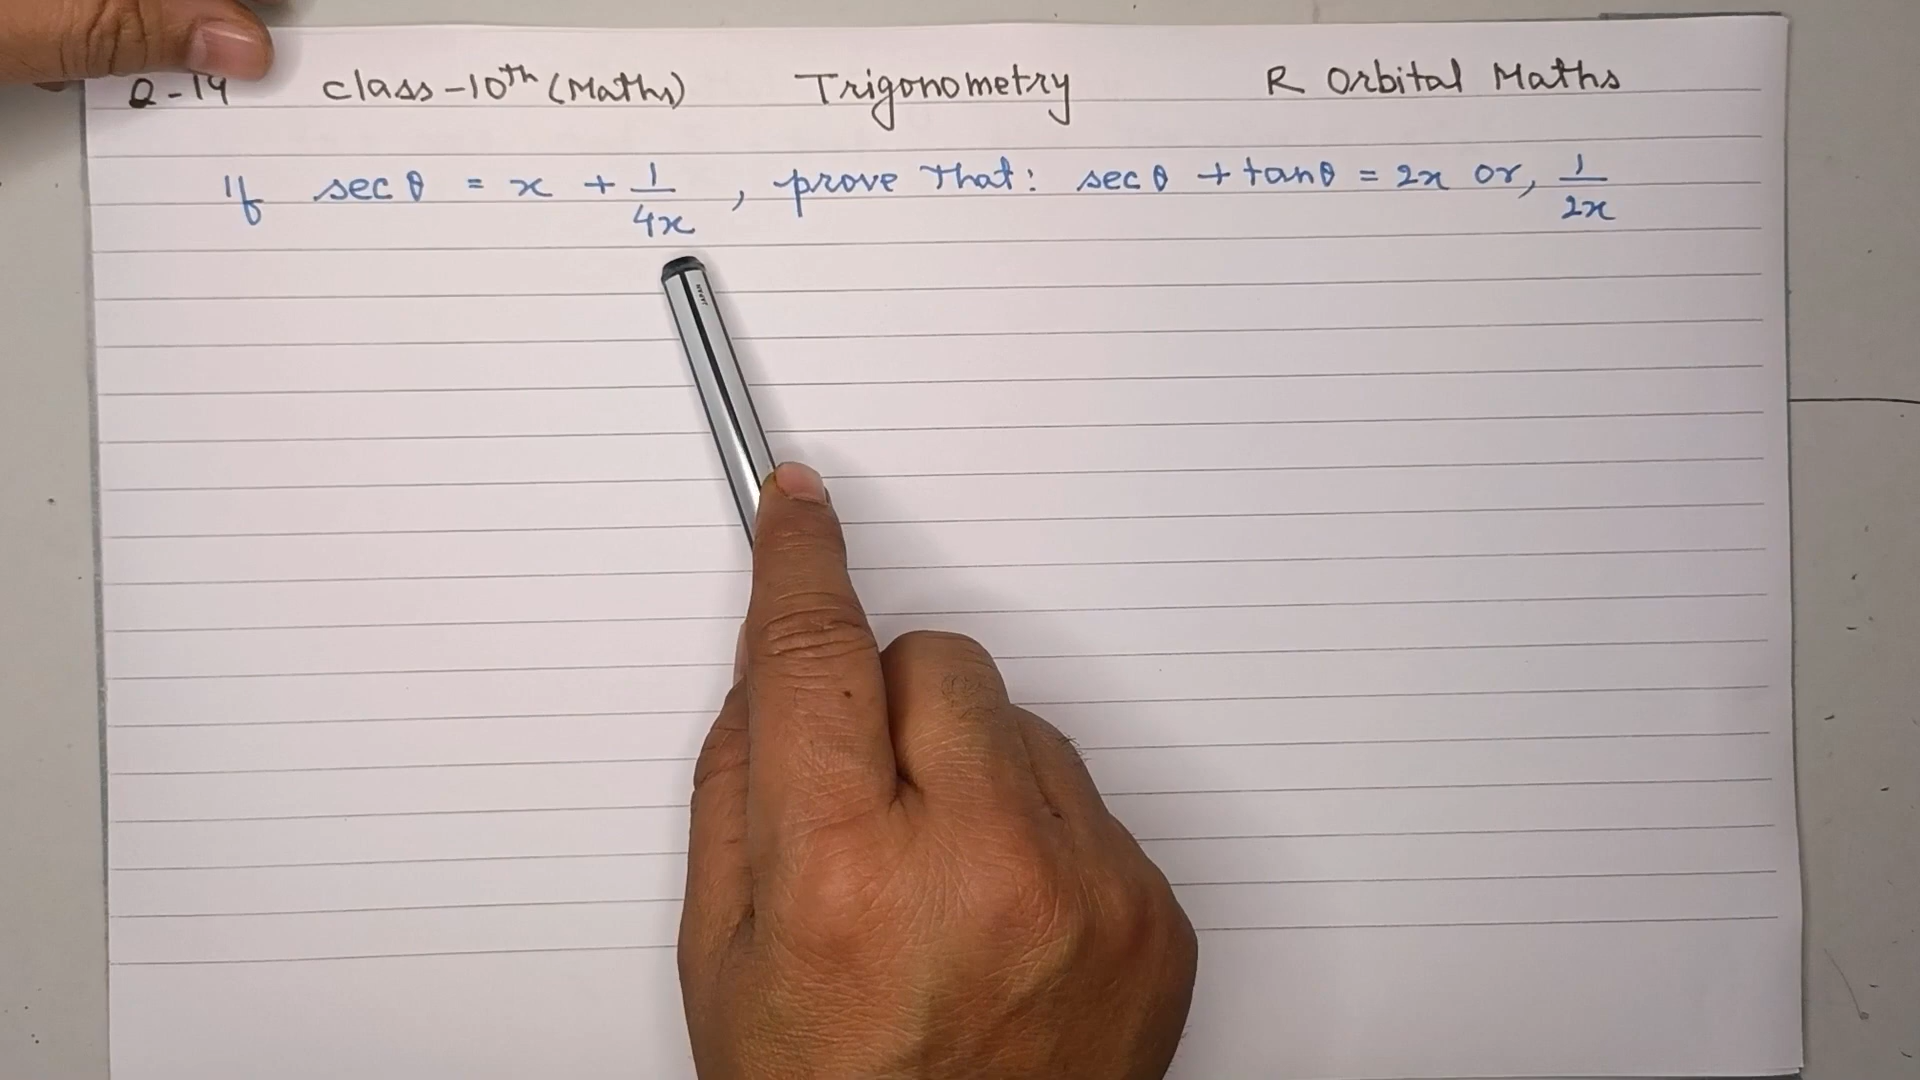 Q-14 class-10th (Maths) Trigonometry R Orbital Maths
If sec θ = x + 1/4x , prove that: sec θ + tan θ = 2x or, 1/2x